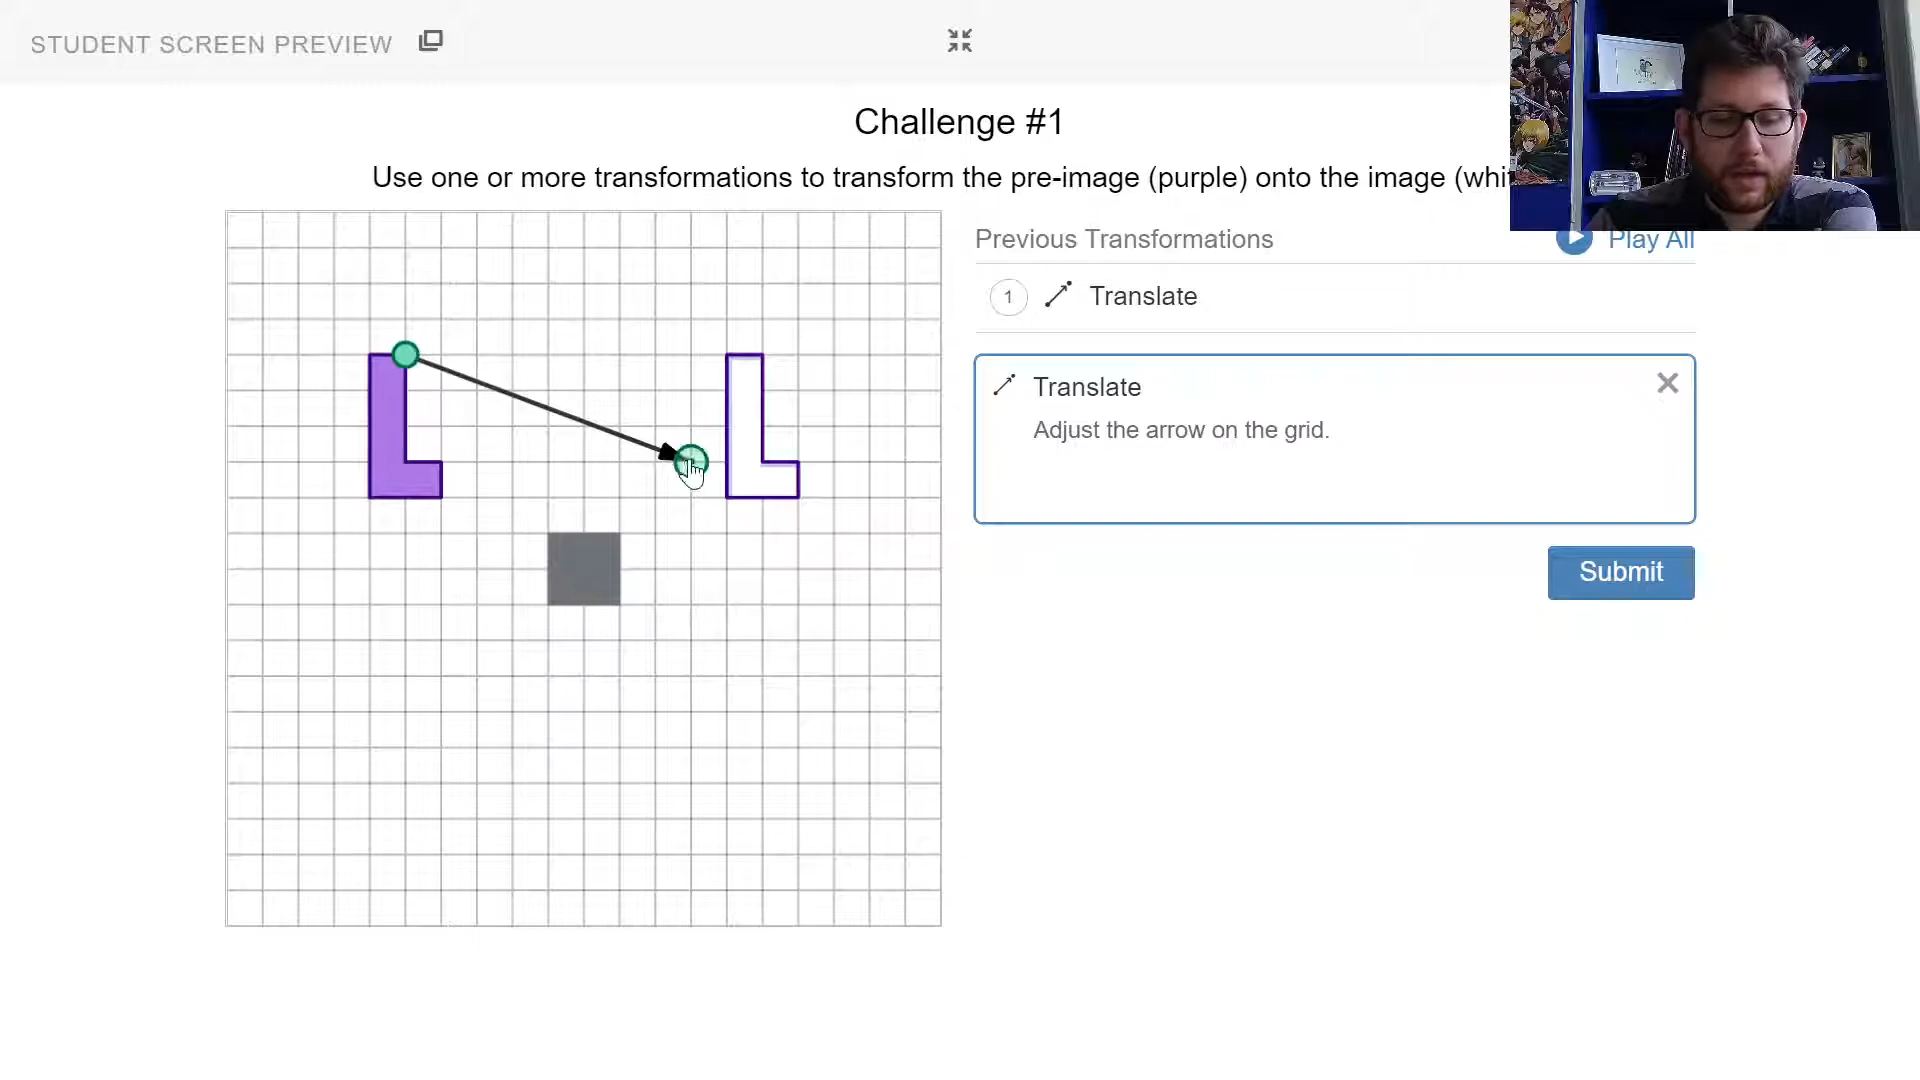 STUDENT SCREEN PREVIEW
Challenge #1
Use one or more transformations to transform the pre-image (purple) onto the image (whi
Previous Transformations
Play All
1 Translate
Translate
Adjust the arrow on the grid.
Submit